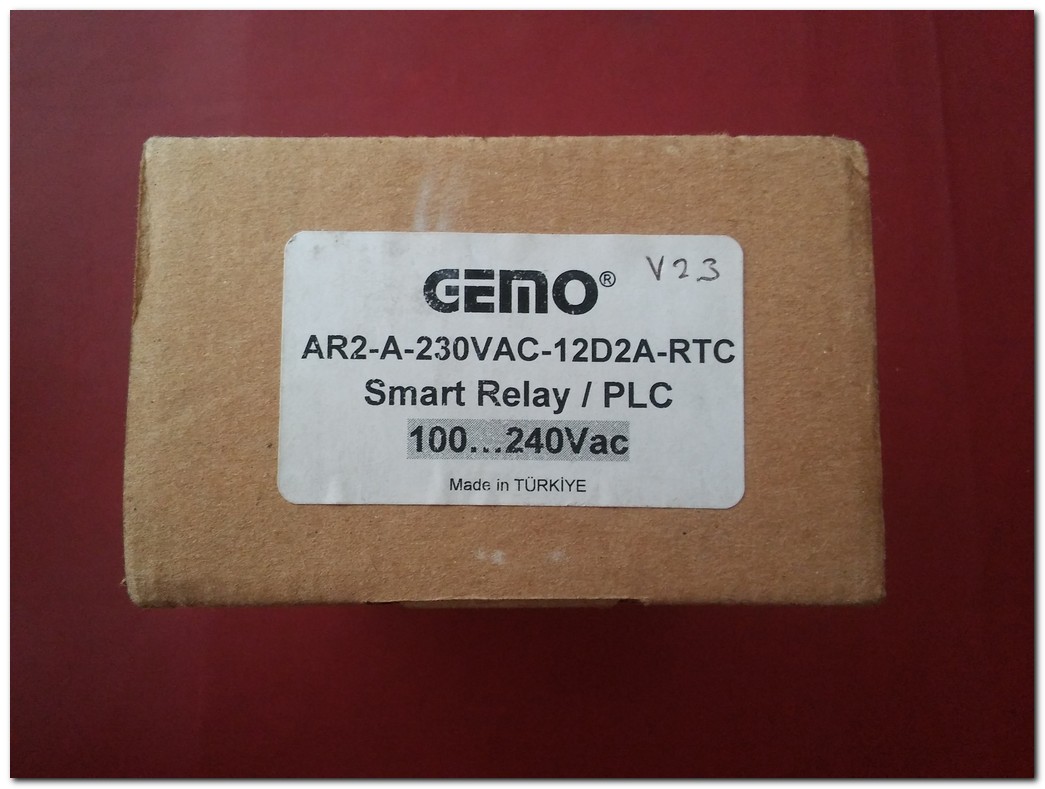 GEMO® V23
AR2-A-230VAC-12D2A-RTC
Smart Relay / PLC
100...240Vac
Made in TÜRKİYE